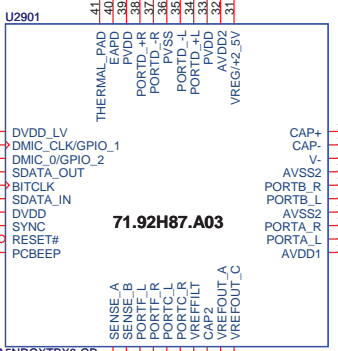 U2901
41
40
39
38
37
36
35
34
33
32
31
THERMAL_PAD
EAPD
PVDD
PORTD_+R
PORTD_-R
PVSS
PORTD_-L
PORTD_+L
PVDD
AVDD2
VREG/+2_5V
DVDD_LV
DMIC_CLK/GPIO_1
DMIC_0/GPIO_2
SDATA_OUT
BITCLK
SDATA_IN
DVDD
SYNC
RESET#
PCBEEP
71.92H87.A03
CAP+
CAP-
V-
AVSS2
PORTB_R
PORTB_L
AVSS2
PORTA_R
PORTA_L
AVDD1
SENSE_A
SENSE_B
PORTF_L
PORTF_R
PORTC_L
PORTC_R
VREFFILT
CAP2
VREFOUT_A
VREFOUT_C